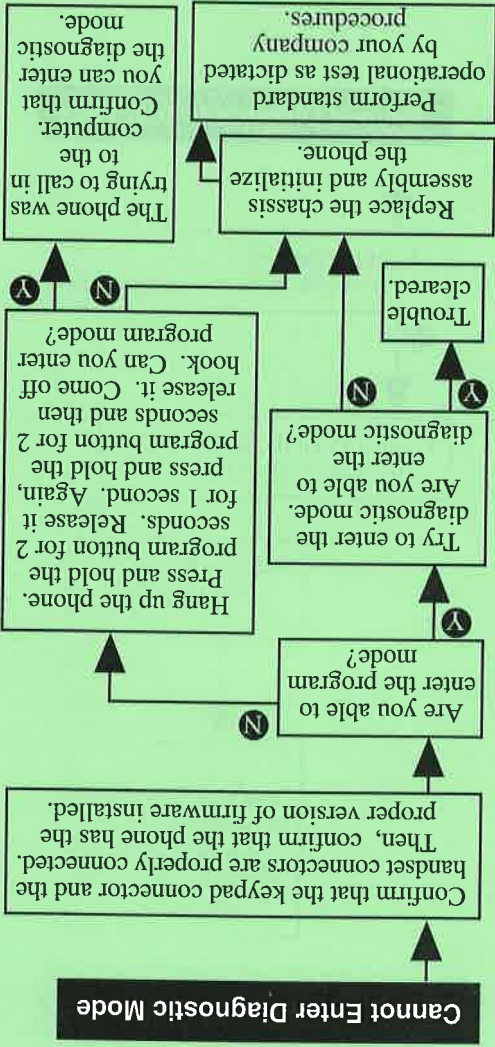 Cannot Enter Diagnostic Mode
Confirm that the keypad connector and the
handset connectors are properly connected.
Then, confirm that the phone has the
proper version of firmware installed.
Are you able to
enter the program
mode?
N
Y
Hang up the phone.
Press and hold the
program button for 2
seconds. Release it
for 1 second. Again,
press and hold the
program button for 2
seconds and then
release it. Come off
hook. Can you enter
program mode?
Try to enter the
diagnostic mode.
Are you able to
enter the
diagnostic mode?
N
Y
N
Y
Trouble
cleared.
Replace the chassis
assembly and initialize
the phone.
The phone was
trying to call in
to the
computer.
Confirm that
you can enter
the diagnostic
mode.
Perform standard
operational test as dictated
by your company
procedures.